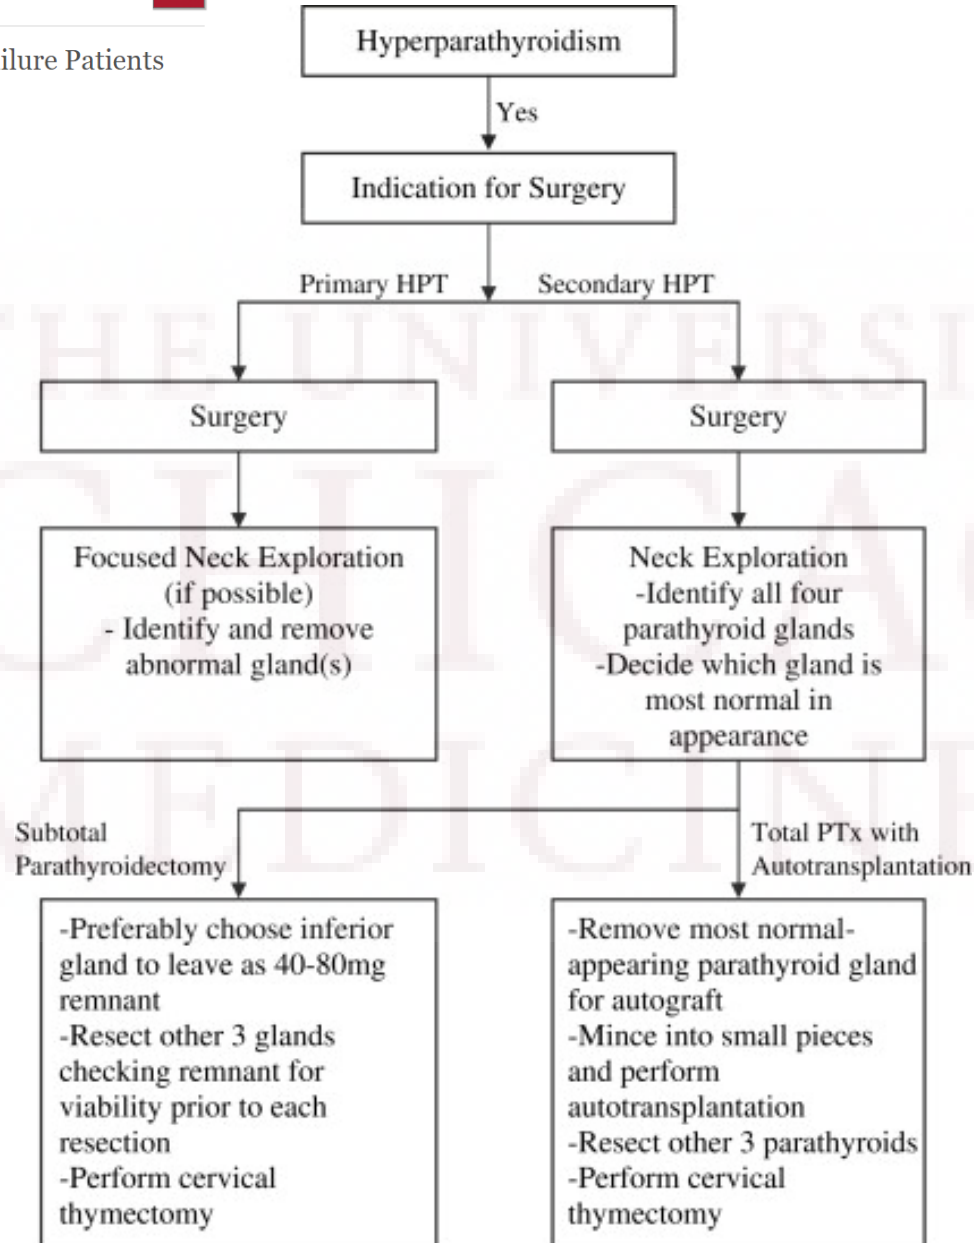 ilure Patients
Hyperparathyroidism
Yes
Indication for Surgery
Primary HPT
Secondary HPT
Surgery
Surgery
Focused Neck Exploration
(if possible)
- Identify and remove
abnormal gland(s)
Neck Exploration
-Identify all four
parathyroid glands
-Decide which gland is
most normal in
appearance
Subtotal
Parathyroidectomy
Total PTx with
Autotransplantation
-Preferably choose inferior
gland to leave as 40-80mg
remnant
-Resect other 3 glands
checking remnant for
viability prior to each
resection
-Perform cervical
thymectomy
-Remove most normal-
appearing parathyroid gland
for autograft
-Mince into small pieces
and perform
autotransplantation
-Resect other 3 parathyroids
-Perform cervical
thymectomy
THE UNIVERSI
CHICAG
MEDICINE